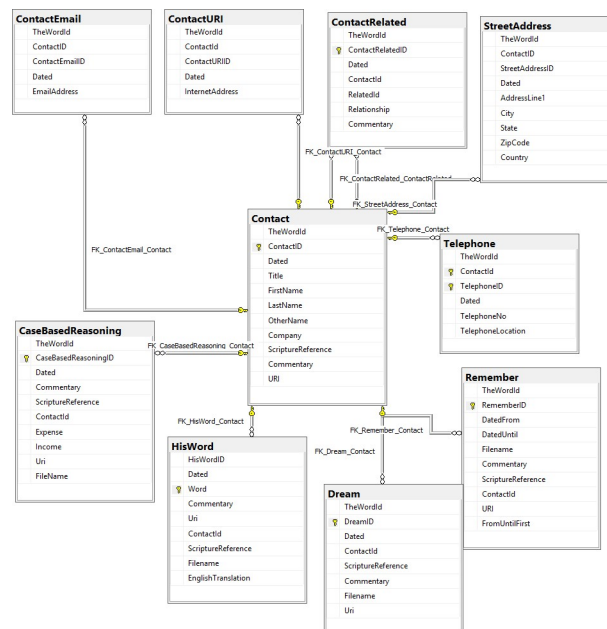 ContactEmail
TheWordId
ContactID
ContactEmailID
Dated
EmailAddress
ContactURI
TheWordId
ContactId
ContactURIID
Dated
InternetAddress
ContactRelated
TheWordId
ContactRelatedID
Dated
ContactId
RelatedId
Relationship
Commentary
StreetAddress
TheWordId
ContactID
StreetAddressID
Dated
AddressLine1
City
State
ZipCode
Country
FK_ContactURI_Contact
FK_ContactRelated_ContactRelated
FK_StreetAddress_Contact
FK_Telephone_Contact
FK_ContactEmail_Contact
Contact
TheWordId
ContactID
Dated
Title
FirstName
LastName
OtherName
Company
ScriptureReference
Commentary
URI
Telephone
TheWordId
ContactId
TelephoneID
Dated
TelephoneNo
TelephoneLocation
CaseBasedReasoning
TheWordId
CaseBasedReasoningID
Dated
Commentary
ScriptureReference
ContactId
Expense
Income
Uri
FileName
FK_CaseBasedReasoning_Contact
FK_HisWord_Contact
FK_Remember_Contact
FK_Dream_Contact
Remember
TheWordId
RememberID
DatedFrom
DatedUntil
Filename
Commentary
ScriptureReference
ContactId
URI
FromUntilFirst
HisWord
HisWordID
Dated
Word
Commentary
Uri
ContactId
ScriptureReference
Filename
EnglishTranslation
Dream
TheWordId
DreamID
Dated
ContactId
ScriptureReference
Commentary
Filename
Uri